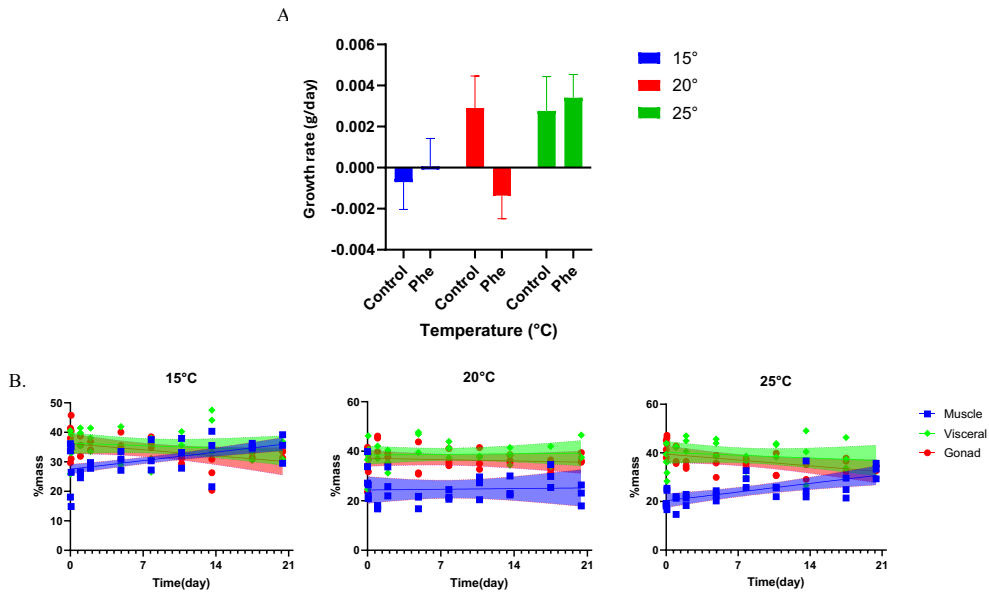 A.
0.006
0.004
0.002
0.000
-0.002
-0.004
Growth rate (g/day)
Control
Phe
Control
Phe
Control
Phe
Temperature (°C)
15°
20°
25°
B.
15°C
50
40
30
20
10
0
%mass
0
7
14
21
Time(day)
20°C
60
40
20
0
%mass
0
7
14
21
Time(day)
25°C
60
40
20
0
%mass
0
7
14
21
Time(day)
Muscle
Visceral
Gonad